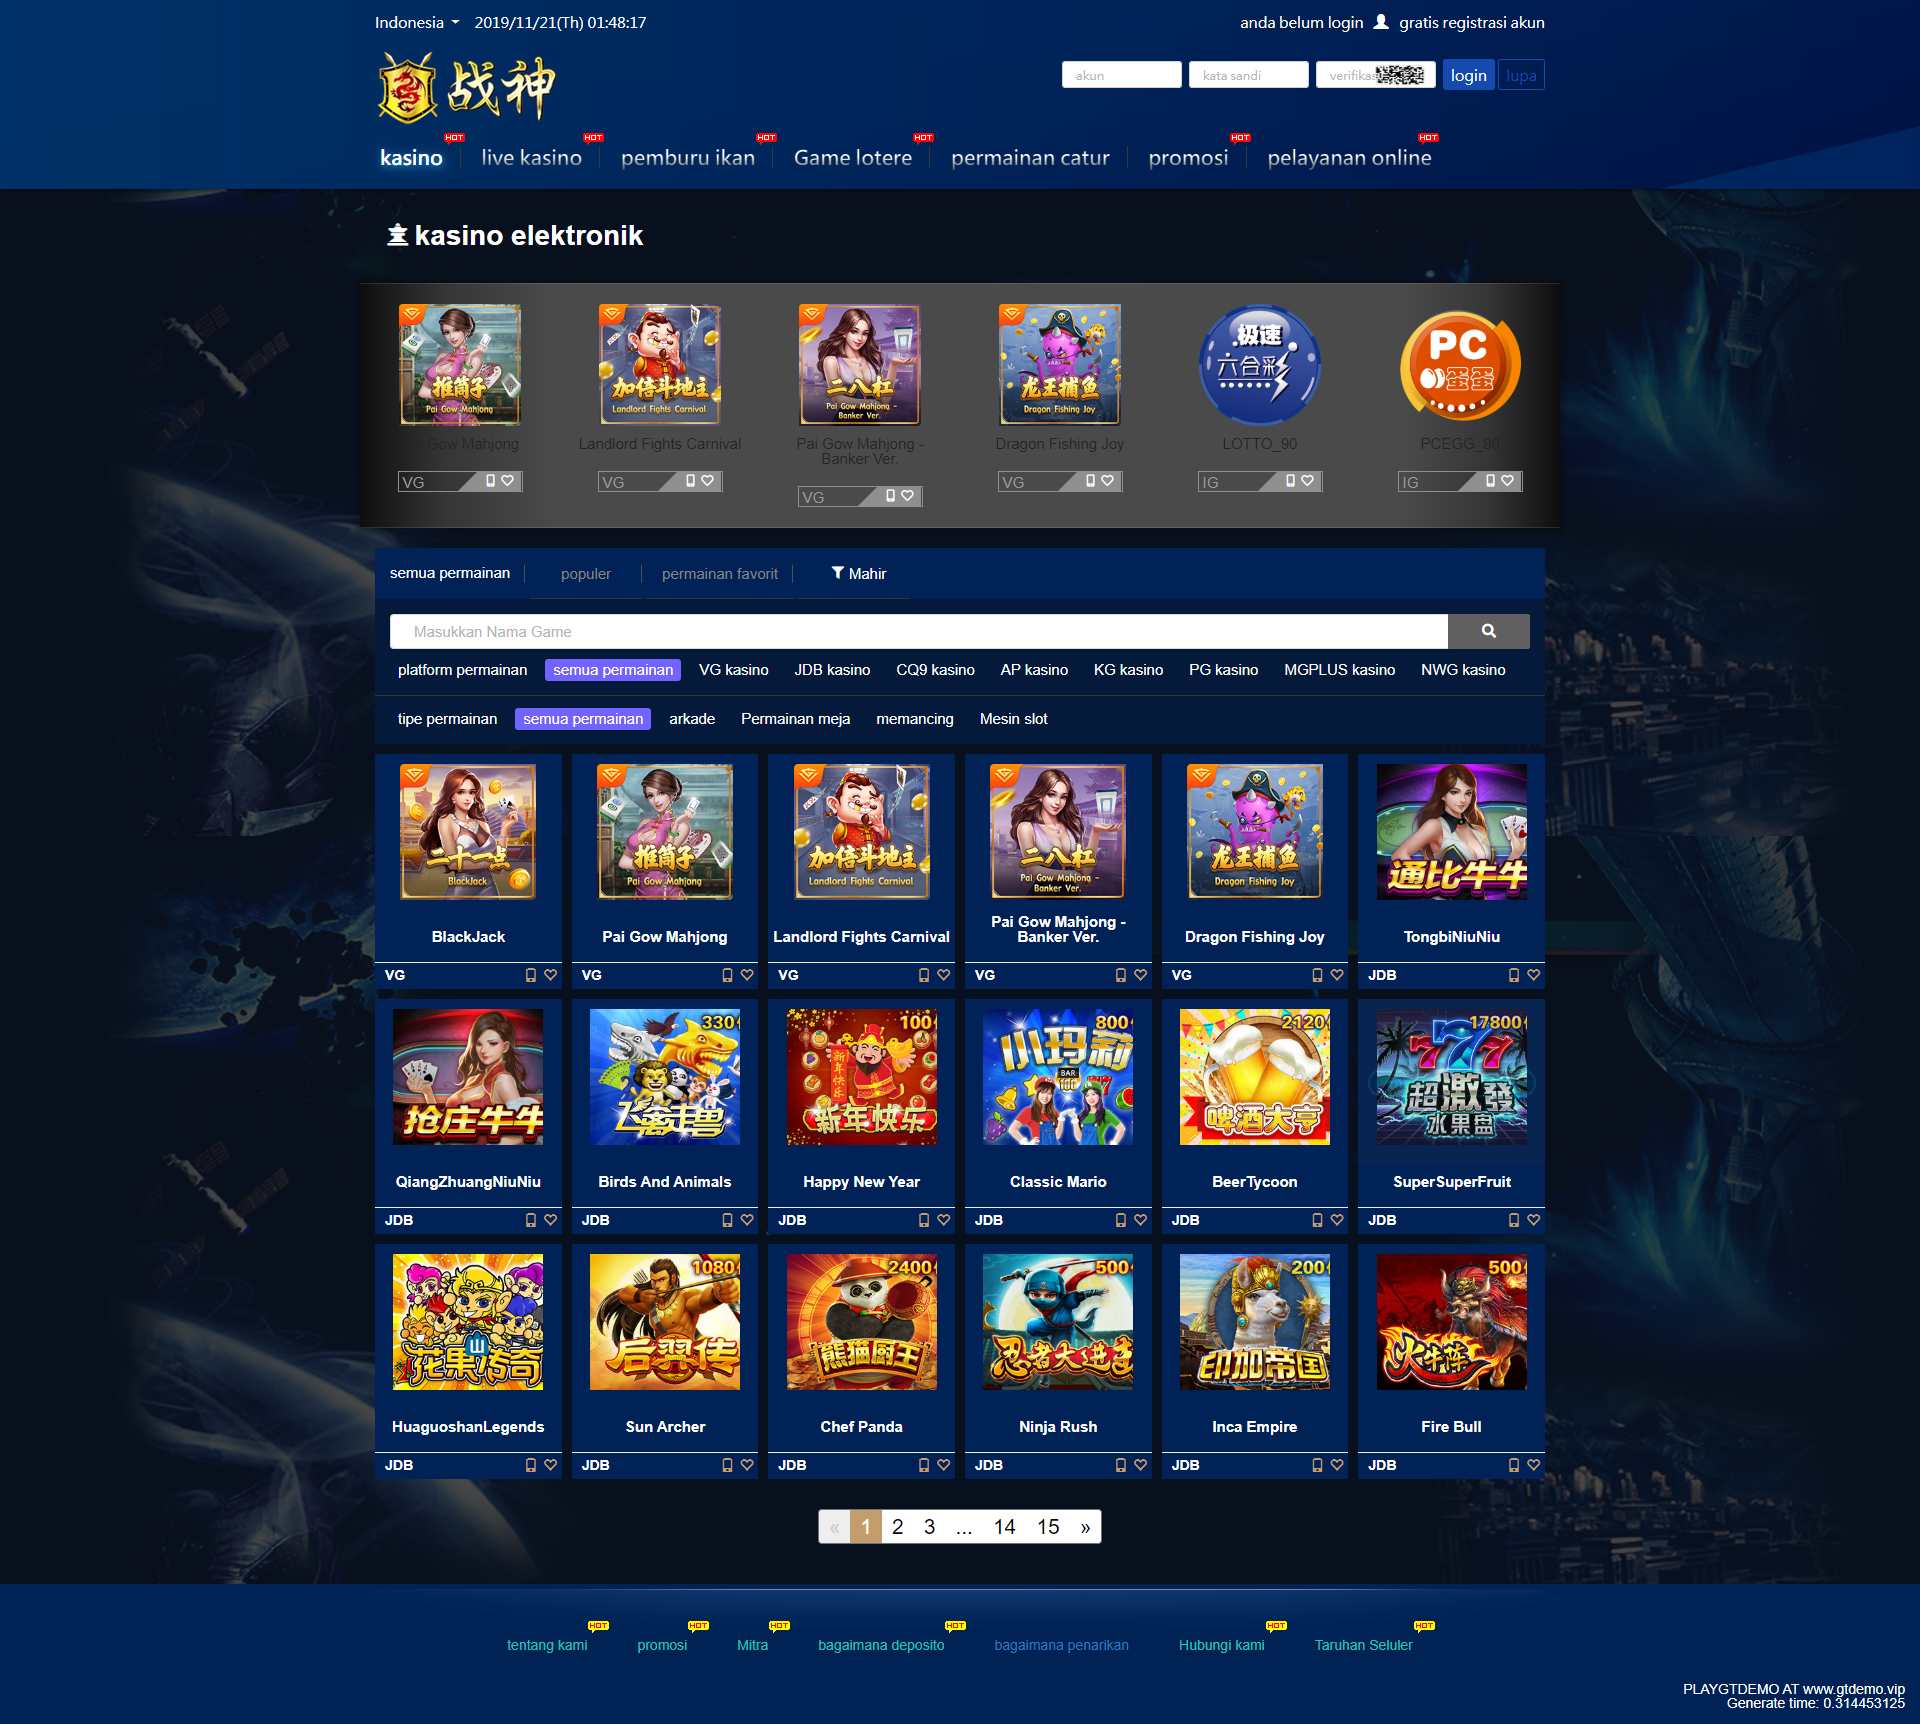 Indonesia 2019/11/21(Th) 01:48:17 anda belum login gratis registrasi akun
战神
akun kata sandi login lupa
kasino HOT live kasino HOT pemburu ikan HOT Game lotere HOT permainan catur promosi HOT pelayanan online HOT
kasino elektronik
推筒子
Pai Gow Mahjong
加倍斗地主
Landlord Fights Carnival
二八杠
Pai Gow Mahjong -
Banker Ver.
龙王捕鱼
Dragon Fishing Joy
极速
六合彩
PC
蛋蛋
Gow Mahjong
Landlord Fights Carnival
Pai Gow Mahjong -
Banker Ver.
Dragon Fishing Joy
LOTTO_90
PCEGG_90
VG VG VG VG IG IG
semua permainan populer permainan favorit Mahir
Masukkan Nama Game
platform permainan semua permainan VG kasino JDB kasino CQ9 kasino AP kasino KG kasino PG kasino MGPLUS kasino NWG kasino
tipe permainan semua permainan arkade Permainan meja memancing Mesin slot
二十一点
BlackJack
推筒子
Pai Gow Mahjong
加倍斗地主
Landlord Fights Carnival
二八杠
Pai Gow Mahjong -
Banker Ver.
龙王捕鱼
Dragon Fishing Joy
通比牛牛
BlackJack
Pai Gow Mahjong
Landlord Fights Carnival
Pai Gow Mahjong -
Banker Ver.
Dragon Fishing Joy
TongbiNiuNiu
VG VG VG VG VG JDB
抢庄牛牛
330
飞禽走兽
100
新年快乐
新年快乐
800
小玛莉
BAR
100
2120
啤酒大亨
17800
777
超激發
水果盘
QiangZhuangNiuNiu Birds And Animals Happy New Year Classic Mario BeerTycoon SuperSuperFruit
JDB JDB JDB JDB JDB JDB
山
花果传奇
1080
后羿传
2400
熊猫厨王
500
忍者大进击
200
印加帝国
500
火牛阵
HuaguoshanLegends Sun Archer Chef Panda Ninja Rush Inca Empire Fire Bull
JDB JDB JDB JDB JDB JDB
« 1 2 3 ... 14 15 »
tentang kami HOT promosi HOT Mitra HOT bagaimana deposito HOT bagaimana penarikan Hubungi kami HOT Taruhan Seluler HOT
PLAYGTDEMO AT www.gtdemo.vip
Generate time: 0.314453125